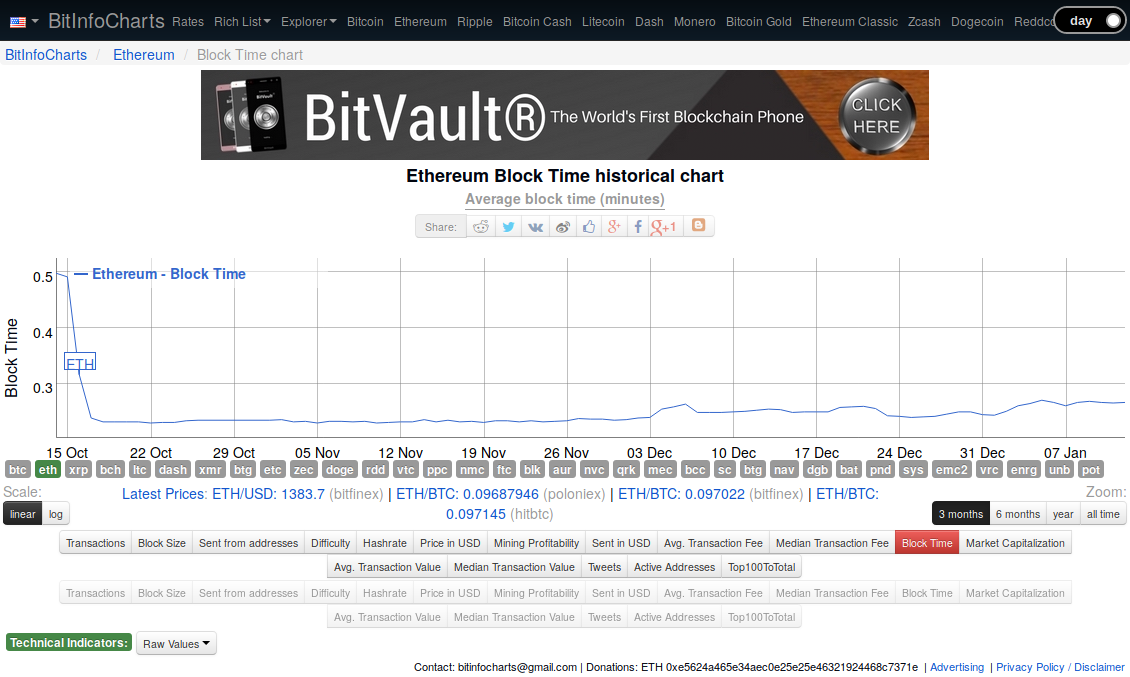 BitInfoCharts Rates Rich List Explorer Bitcoin Ethereum Ripple Bitcoin Cash Litecoin Dash Monero Bitcoin Gold Ethereum Classic Zcash Dogecoin Reddco day
BitInfoCharts / Ethereum / Block Time chart
BitVault® The World's First Blockchain Phone CLICK HERE
Ethereum Block Time historical chart
Average block time (minutes)
Share: g+ f g+1
Ethereum - Block Time
0.5
0.4
0.3
Block Time
ETH
15 Oct 22 Oct 29 Oct 05 Nov 12 Nov 19 Nov 26 Nov 03 Dec 10 Dec 17 Dec 24 Dec 31 Dec 07 Jan
btc eth xrp bch ltc dash xmr btg etc zec doge rdd vtc ppc nmc ftc blk aur nvc qrk mec bcc sc btg nav dgb bat pnd sys emc2 vrc enrg unb pot
Scale:
linear log
Latest Prices: ETH/USD: 1383.7 (bitfinex) | ETH/BTC: 0.09687946 (poloniex) | ETH/BTC: 0.097022 (bitfinex) | ETH/BTC:
0.097145 (hitbtc)
Zoom:
3 months 6 months year all time
Transactions Block Size Sent from addresses Difficulty Hashrate Price in USD Mining Profitability Sent in USD Avg. Transaction Fee Median Transaction Fee Block Time Market Capitalization
Avg. Transaction Value Median Transaction Value Tweets Active Addresses Top100ToTotal
Transactions Block Size Sent from addresses Difficulty Hashrate Price in USD Mining Profitability Sent in USD Avg. Transaction Fee Median Transaction Fee Block Time Market Capitalization
Avg. Transaction Value Median Transaction Value Tweets Active Addresses Top100ToTotal
Technical Indicators: Raw Values
Contact: bitinfocharts@gmail.com | Donations: ETH 0xe5624a465e34aec0e25e25e46321924468c7371e | Advertising | Privacy Policy / Disclaimer